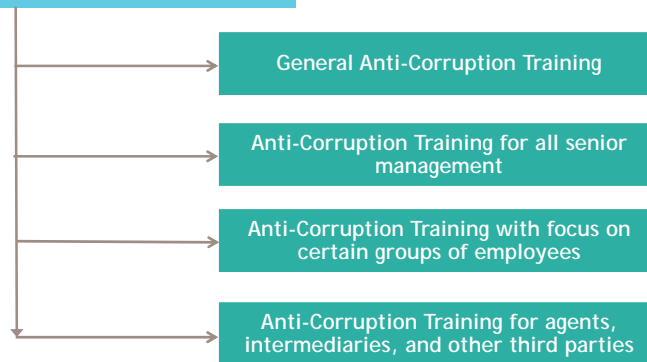 General Anti-Corruption Training
Anti-Corruption Training for all senior
management
Anti-Corruption Training with focus on
certain groups of employees
Anti-Corruption Training for agents,
intermediaries, and other third parties